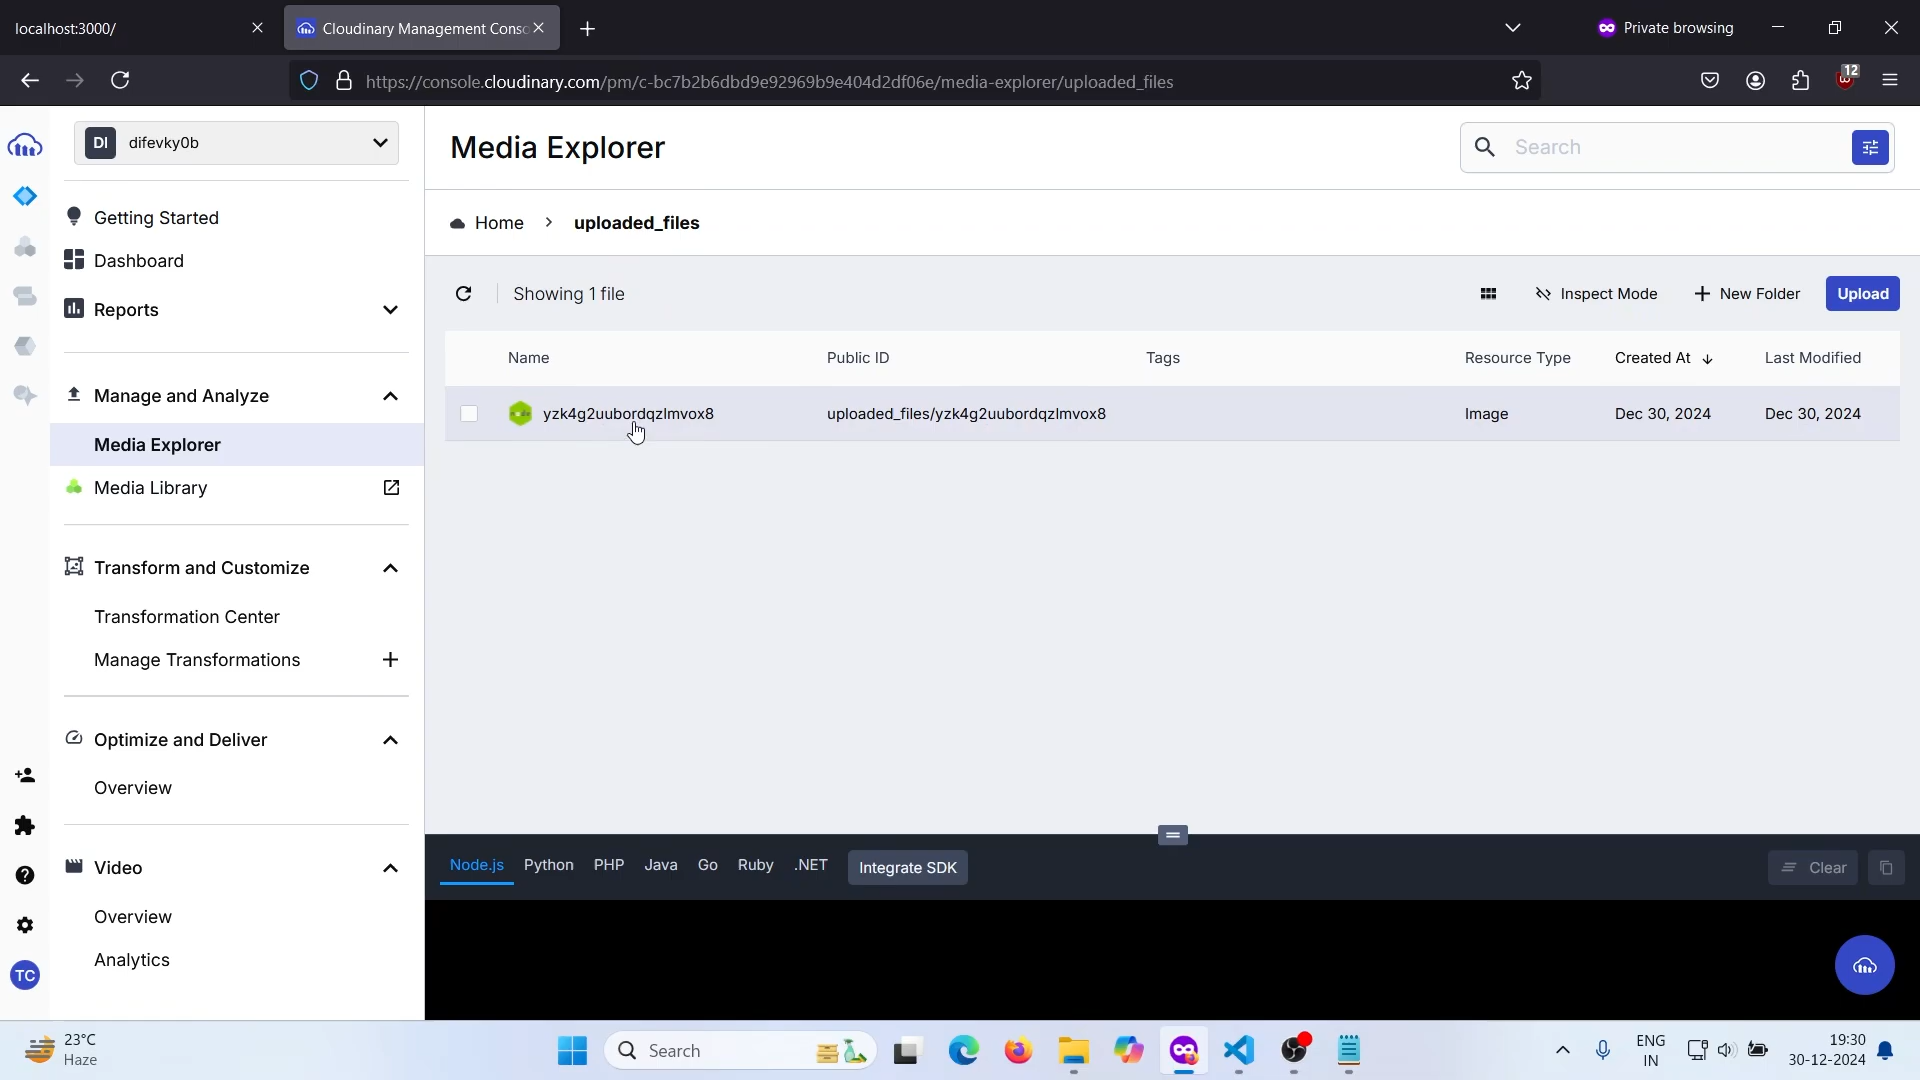 localhost:3000/
Cloudinary Management Conso
Private browsing
https://console.cloudinary.com/pm/c-bc7b2b6dbd9e92969b9e404d2df06e/media-explorer/uploaded_files
12
DI difevky0b
Getting Started
Dashboard
Reports
Manage and Analyze
Media Explorer
Media Library
Transform and Customize
Transformation Center
Manage Transformations
Optimize and Deliver
Overview
Video
Overview
Analytics
TC
Media Explorer
Search
Home > uploaded_files
Showing 1 file
Inspect Mode
New Folder
Upload
Name Public ID Tags Resource Type Created At Last Modified
yzk4g2uubordqzlmvox8 uploaded_files/yzk4g2uubordqzlmvox8 Image Dec 30, 2024 Dec 30, 2024
Node.js Python PHP Java Go Ruby .NET Integrate SDK
Clear
23°C
Haze
Search
ENG
IN
19:30
30-12-2024